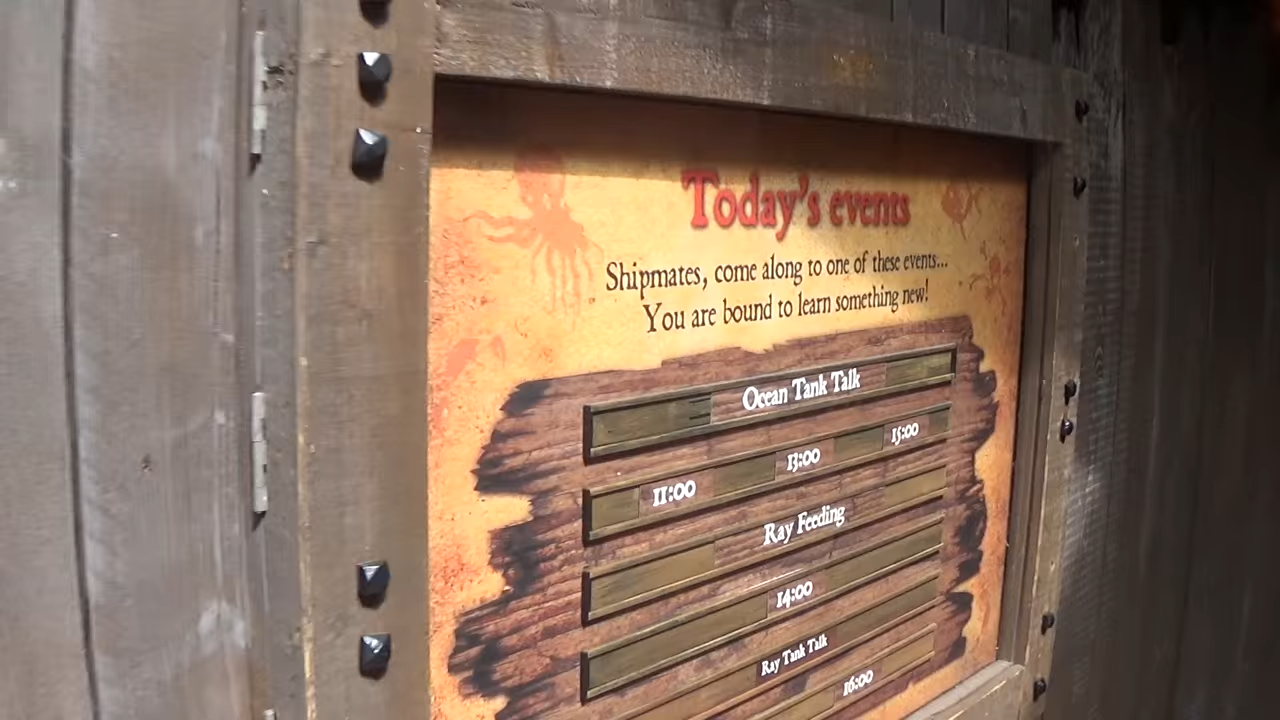 Today's events
Shipmates, come along to one of these events...
You are bound to learn something new!
Ocean Tank Talk
11:00 13:00 15:00
Ray Feeding
14:00
Ray Tank Talk
16:00